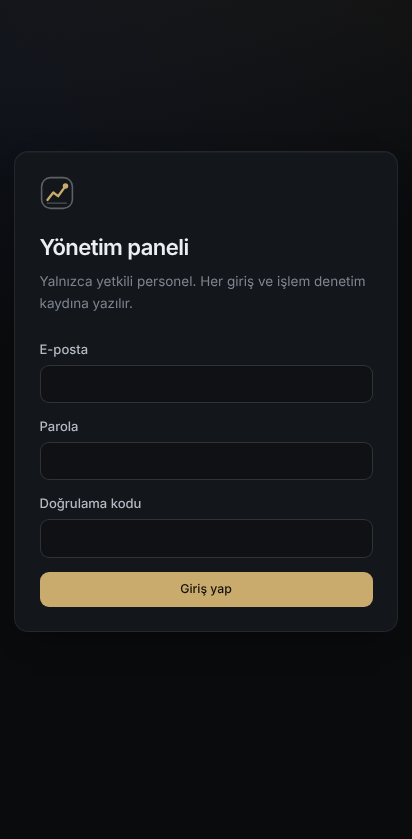 Yönetim paneli
Yalnızca yetkili personel. Her giriş ve işlem denetim
kaydına yazılır.
E-posta
Parola
Doğrulama kodu
Giriş yap